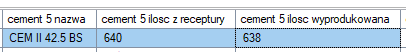 cement 5 nazwa cement 5 ilosc z receptury cement 5 ilosc wyprodukowana
CEM II 42.5 BS 640 638